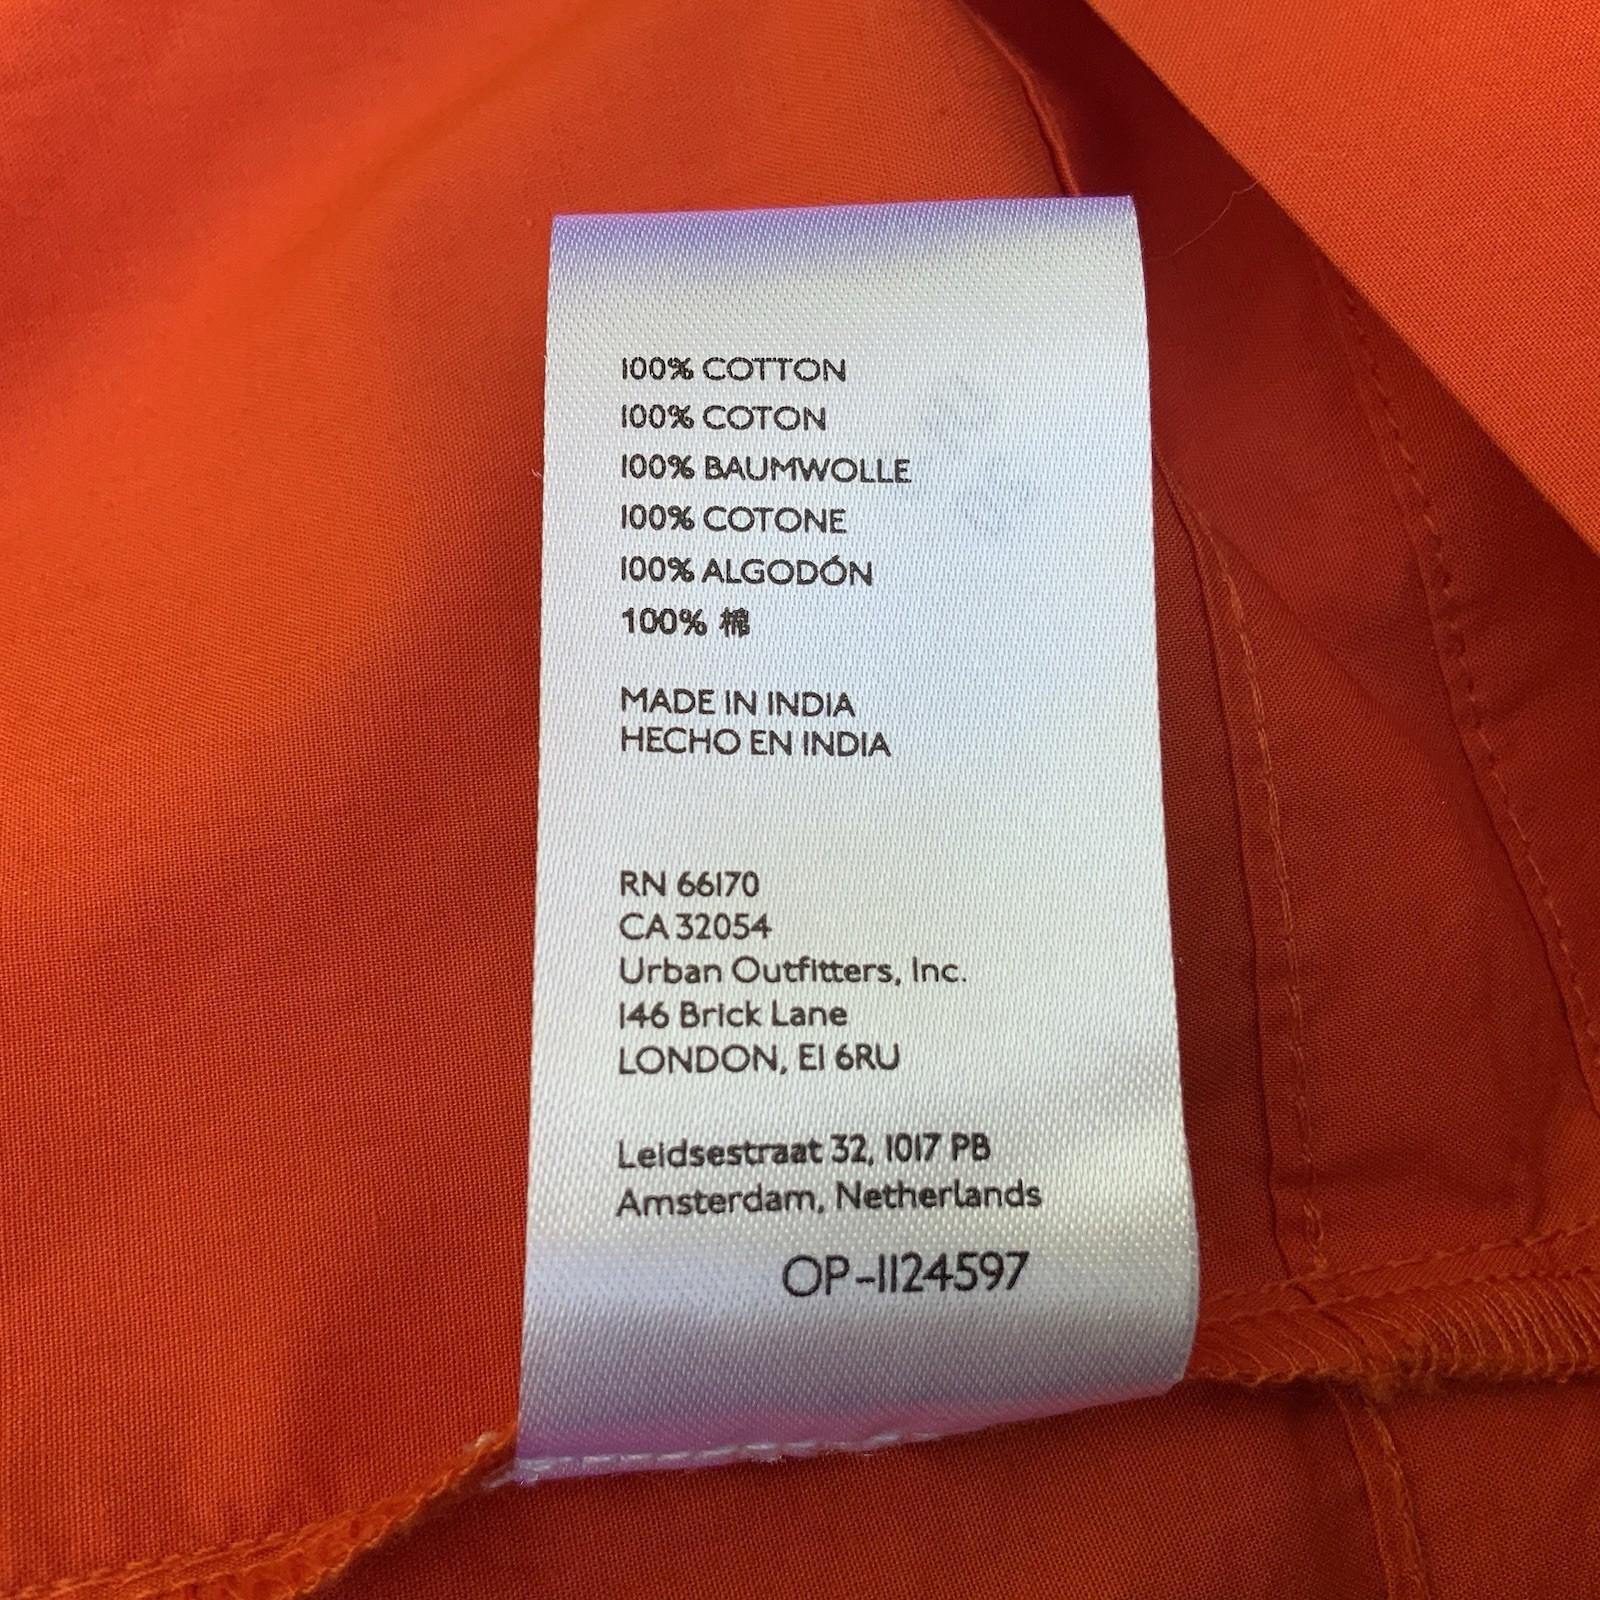 100% COTTON
100% COTON
100% BAUMWOLLE
100% COTONE
100% ALGODÓN
100% 棉
MADE IN INDIA
HECHO EN INDIA
RN 66170
CA 32054
Urban Outfitters, Inc.
146 Brick Lane
LONDON, E1 6RU
Leidsestraat 32, 1017 PB
Amsterdam, Netherlands
OP-1124597